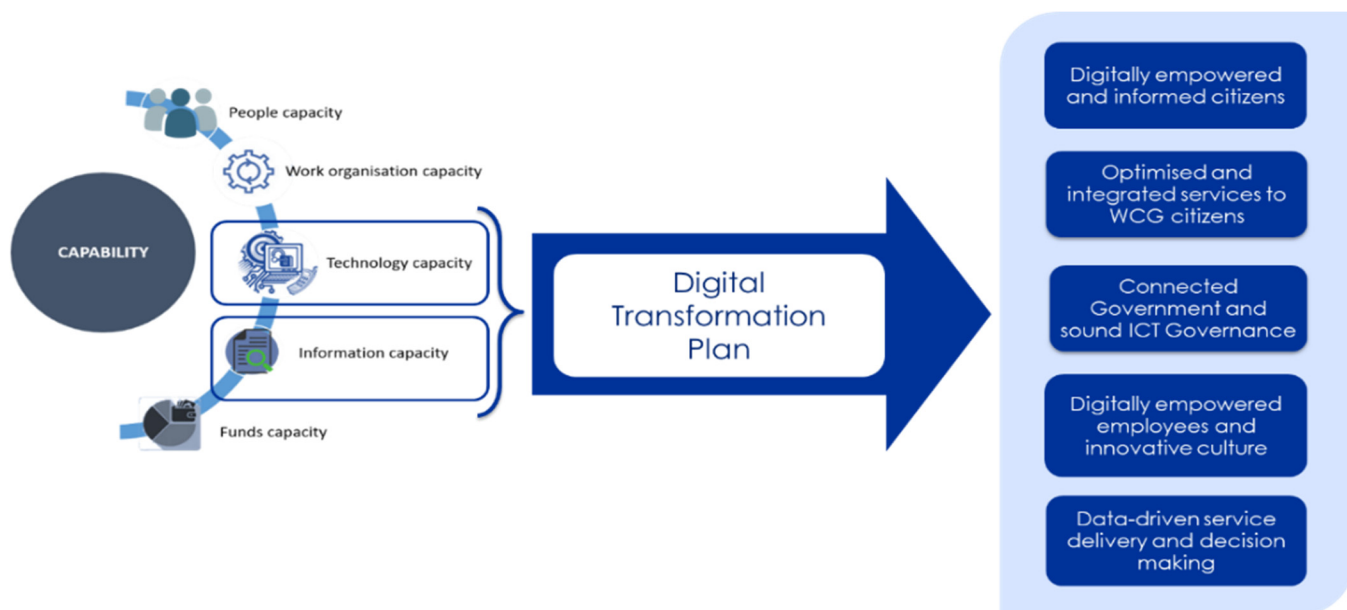 People capacity
Work organisation capacity
CAPABILITY
Technology capacity
Information capacity
Funds capacity
Digital
Transformation
Plan
Digitally empowered
and informed citizens
Optimised and
integrated services to
WCG citizens
Connected
Government and
sound ICT Governance
Digitally empowered
employees and
innovative culture
Data-driven service
delivery and decision
making